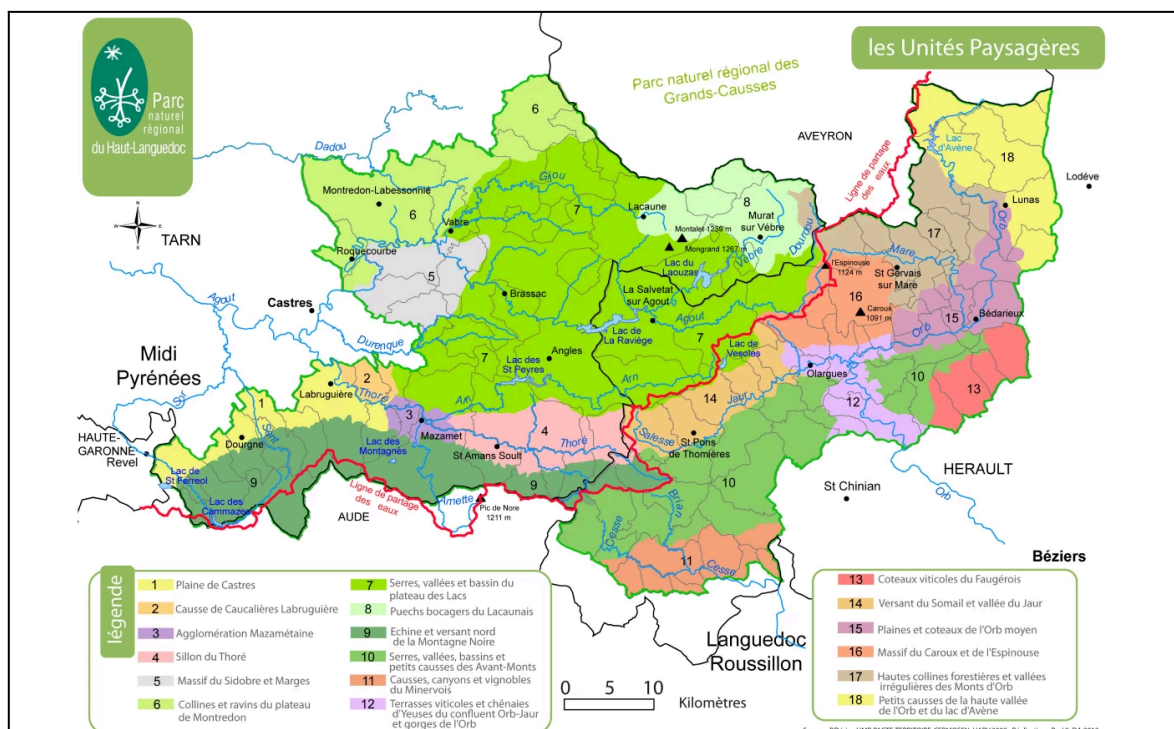 Parc
naturel
régional
du Haut-Languedoc
les Unités Paysagères
Parc naturel régional des
Grands-Causses
AVEYRON
Ligne de partage
des eaux
Lac
d'Avène
18
Lodève
Lunas
Orb
6
Dadou
Montredon-Labessonnié
6
Vabre
Gijou
7
Lacaune
8
Murat
sur Vèbre
Montalet 1259 m
Mongrand 1267 m
Vèbre
Dourdou
Lac du
Laouzas
17
Mare
l'Espinouse
1124 m
St Gervais
sur Mare
16
Caroux
1091 m
TARN
Roquecourbe
5
Agout
Castres
Brassac
La Salvetat
sur Agout
Agout
Lac de
La Raviège
Durenque
7
Angles
Lac des
St Peyres
7
Lac de
Vesoles
Arn
Arn
Orb
15
Bédarieux
Olargues
10
13
12
Midi
Pyrénées
Sor
Labruguière
2
Thoré
1
Dourgne
Sant
3
Mazamet
4
Thoré
St Amans Soult
Lac des
Montagnès
14
Jaur
Salesse
St Pons
de Thomières
HAUTE-
GARONNE
Revel
Lac de
St Ferreol
Lac des
Cammazes
9
Ligne de partage
des eaux
AUDE
Arnette
Pic de Nore
1211 m
9
10
Brian
Cesse
11
Cesse
HERAULT
St Chinian
Orb
Béziers
Languedoc
Roussillon
0 5 10
Kilomètres
légende
1 Plaine de Castres
2 Causse de Caucalières Labruguière
3 Agglomération Mazamétaine
4 Sillon du Thoré
5 Massif du Sidobre et Marges
6 Collines et ravins du plateau
de Montredon
7 Serres, vallées et bassin du
plateau des Lacs
8 Puechs bocagers du Lacaunais
9 Echine et versant nord
de la Montagne Noire
10 Serres, vallées, bassins et
petits causses des Avant-Monts
11 Causses, canyons et vignobles
du Minervois
12 Terrasses viticoles et chênaies
d'Yeuses du confluent Orb-Jaur
et gorges de l'Orb
13 Coteaux viticoles du Faugérois
14 Versant du Somail et vallée du Jaur
15 Plaines et coteaux de l'Orb moyen
16 Massif du Caroux et de l'Espinouse
17 Hautes collines forestières et vallées
irrégulières des Monts d'Orb
18 Petits causses de la haute vallée
de l'Orb et du lac d'Avène